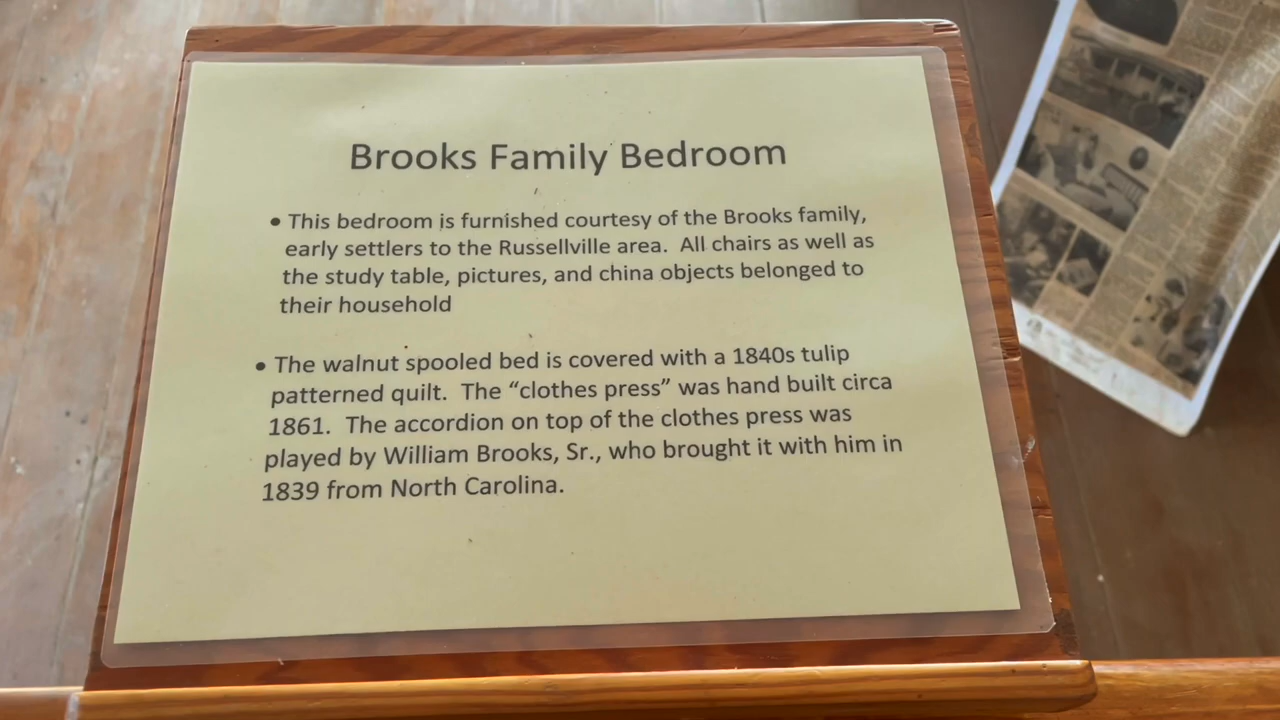 Brooks Family Bedroom
• This bedroom is furnished courtesy of the Brooks family,
early settlers to the Russellville area. All chairs as well as
the study table, pictures, and china objects belonged to
their household
• The walnut spooled bed is covered with a 1840s tulip
patterned quilt. The “clothes press” was hand built circa
1861. The accordion on top of the clothes press was
played by William Brooks, Sr., who brought it with him in
1839 from North Carolina.